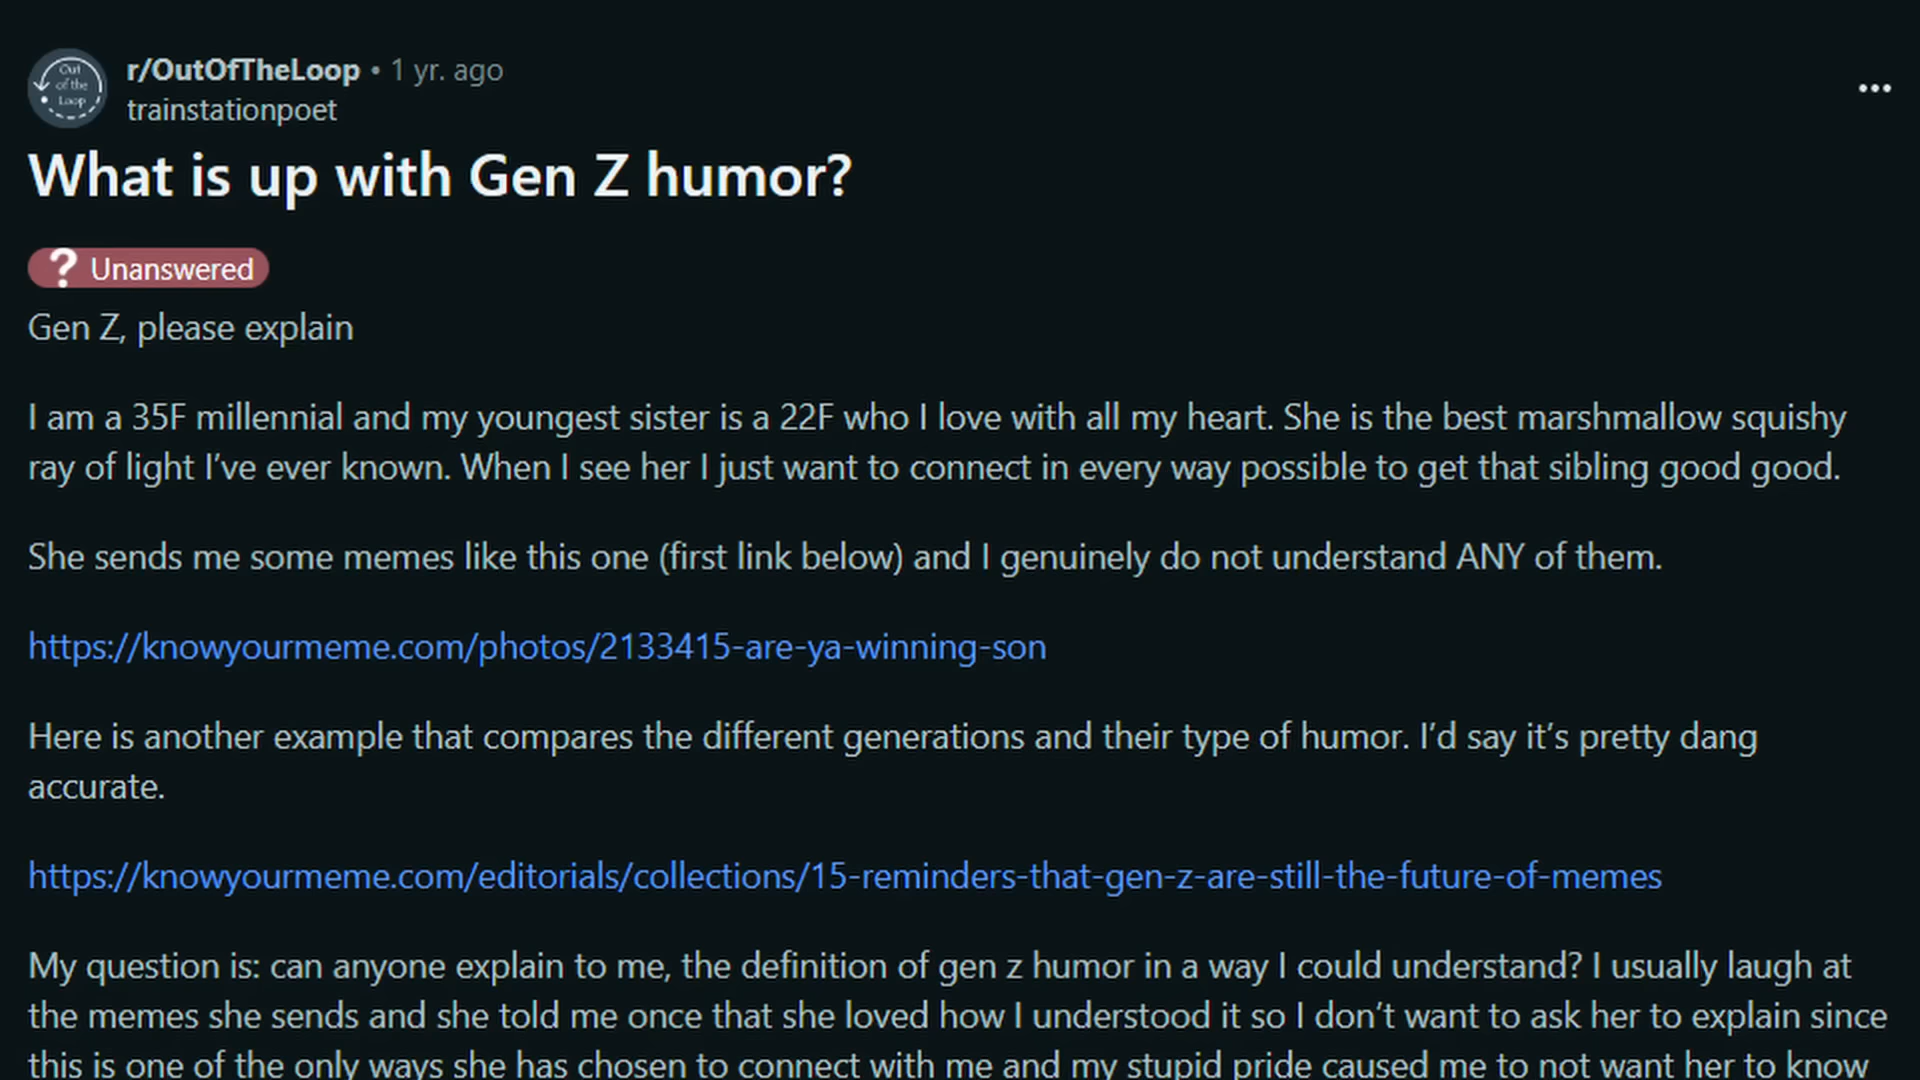 Out
of the
Loop
r/OutOfTheLoop • 1 yr. ago
trainstationpoet
What is up with Gen Z humor?
? Unanswered
Gen Z, please explain
I am a 35F millennial and my youngest sister is a 22F who I love with all my heart. She is the best marshmallow squishy
ray of light I’ve ever known. When I see her I just want to connect in every way possible to get that sibling good good.
She sends me some memes like this one (first link below) and I genuinely do not understand ANY of them.
https://knowyourmeme.com/photos/2133415-are-ya-winning-son
Here is another example that compares the different generations and their type of humor. I’d say it’s pretty dang
accurate.
https://knowyourmeme.com/editorials/collections/15-reminders-that-gen-z-are-still-the-future-of-memes
My question is: can anyone explain to me, the definition of gen z humor in a way I could understand? I usually laugh at
the memes she sends and she told me once that she loved how I understood it so I don’t want to ask her to explain since
this is one of the only ways she has chosen to connect with me and my stupid pride caused me to not want her to know